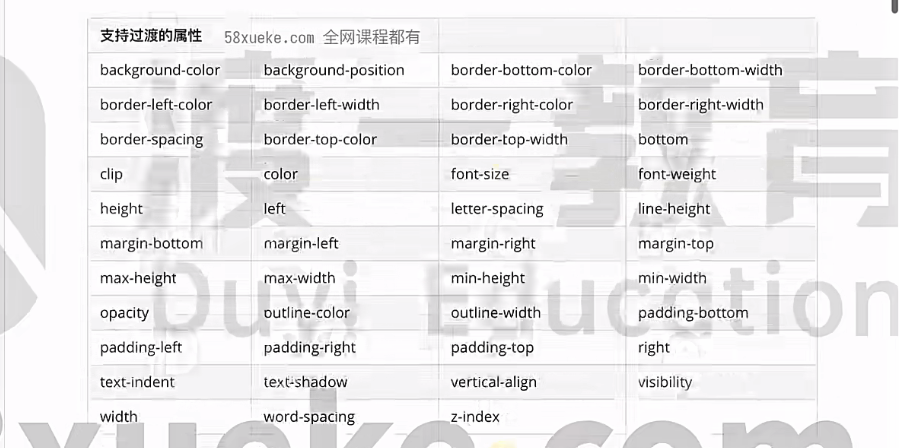 支持过渡的属性 58xueke.com 全网课程都有
background-color background-position border-bottom-color border-bottom-width
border-left-color border-left-width border-right-color border-right-width
border-spacing border-top-color border-top-width bottom
clip color font-size font-weight
height left letter-spacing line-height
margin-bottom margin-left margin-right margin-top
max-height max-width min-height min-width
opacity outline-color outline-width padding-bottom
padding-left padding-right padding-top right
text-indent text-shadow vertical-align visibility
width word-spacing z-index
度一教育
Duyi Education
xueke.com